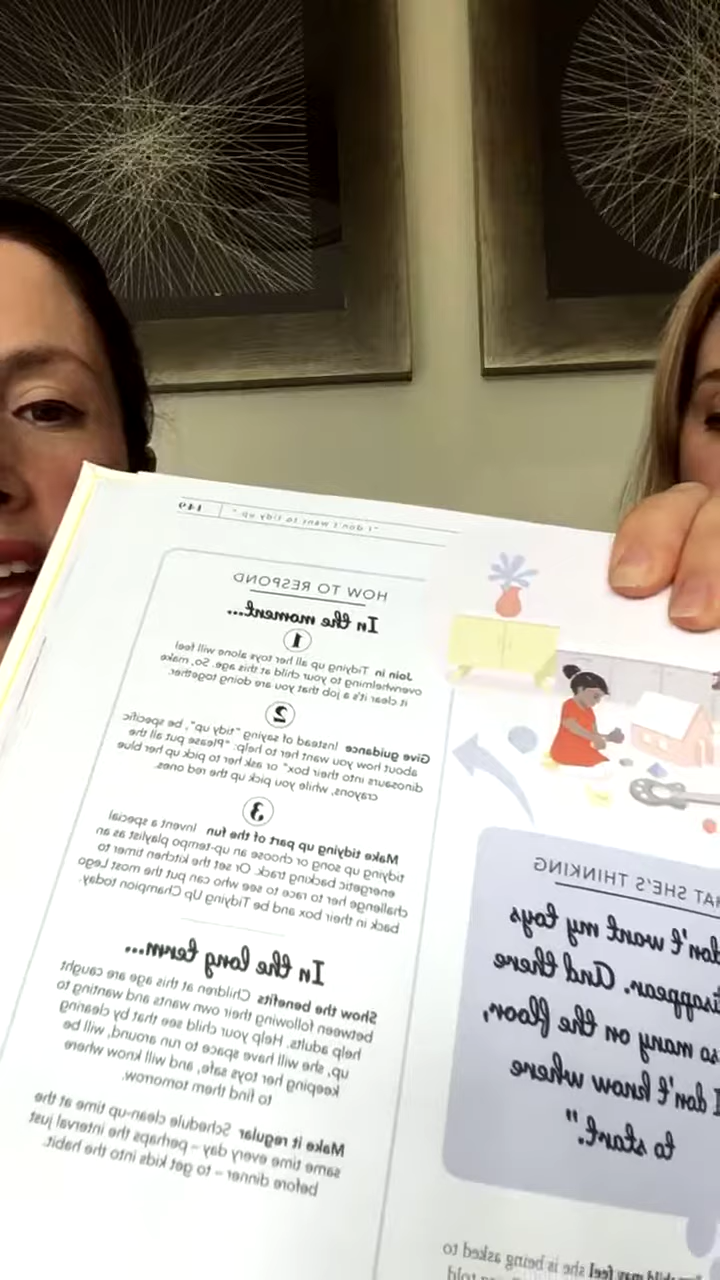 "I don't want to tidy up" | 149
HOW TO RESPOND
In the moment...
1
Join in Tidying up all her toys alone will feel
overwhelming to your child at this age. So, make
it clear it's a job that you are doing together.
2
Give guidance Instead of saying "tidy up", be specific
about how you want her to help: "Please put all the
dinosaurs into their box" or ask her to pick up her blue
crayons, while you pick up the red ones.
3
Make tidying up part of the fun Invent a special
tidying up song or choose an up-tempo playlist as an
energetic backing track. Or set the kitchen timer to
challenge her to race to see who can put the most Lego
back in their box and be Tidying Up Champion today.
In the long term...
Show the benefits Children at this age are caught
between following their own wants and wanting to
help adults. Help your child see that by clearing
up, she will have space to run around, will be
keeping her toys safe, and will know where
to find them tomorrow.
Make it regular Schedule clean-up time at the
same time every day – perhaps the interval just
before dinner – to get kids into the habit.
SHE'S THINKING
want my toys
And there
so many on the floor,
I don't know where
to start."
may feel she is being asked to
told